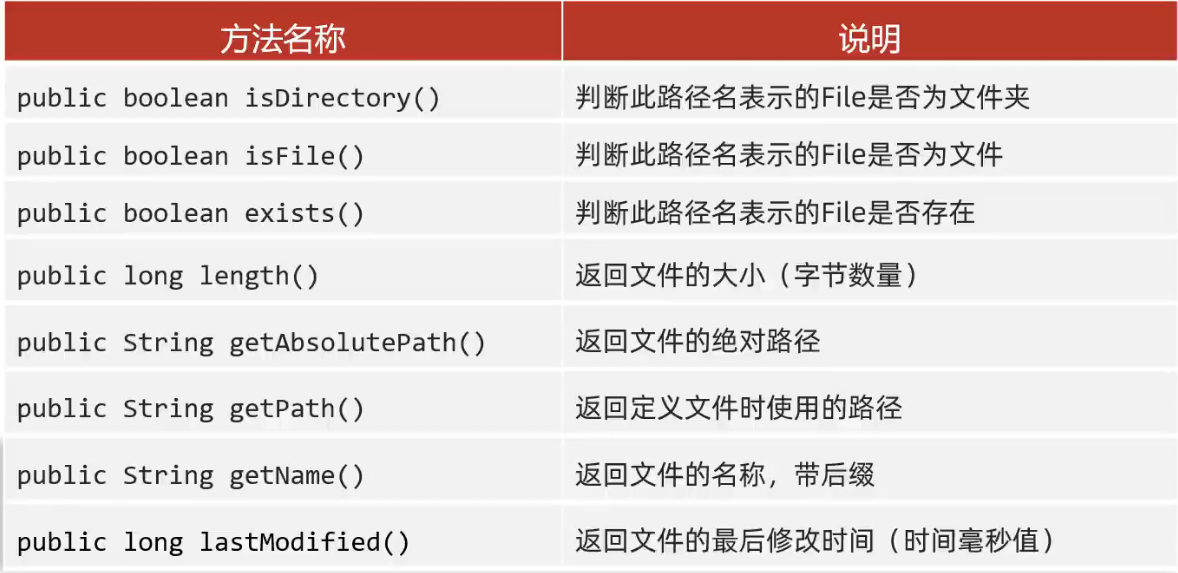 方法名称 说明
public boolean isDirectory() 判断此路径名表示的File是否为文件夹
public boolean isFile() 判断此路径名表示的File是否为文件
public boolean exists() 判断此路径名表示的File是否存在
public long length() 返回文件的大小（字节数量）
public String getAbsolutePath() 返回文件的绝对路径
public String getPath() 返回定义文件时使用的路径
public String getName() 返回文件的名称，带后缀
public long lastModified() 返回文件的最后修改时间（时间毫秒值）